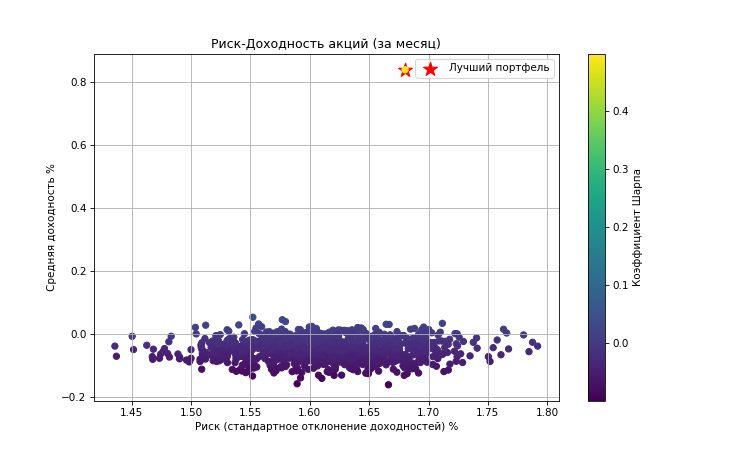 Риск-Доходность акций (за месяц)
Лучший портфель
Средняя доходность %
0.8
0.6
0.4
0.2
0.0
−0.2
1.45 1.50 1.55 1.60 1.65 1.70 1.75 1.80
Риск (стандартное отклонение доходностей) %
0.4
0.3
0.2
0.1
0.0
Коэффициент Шарпа